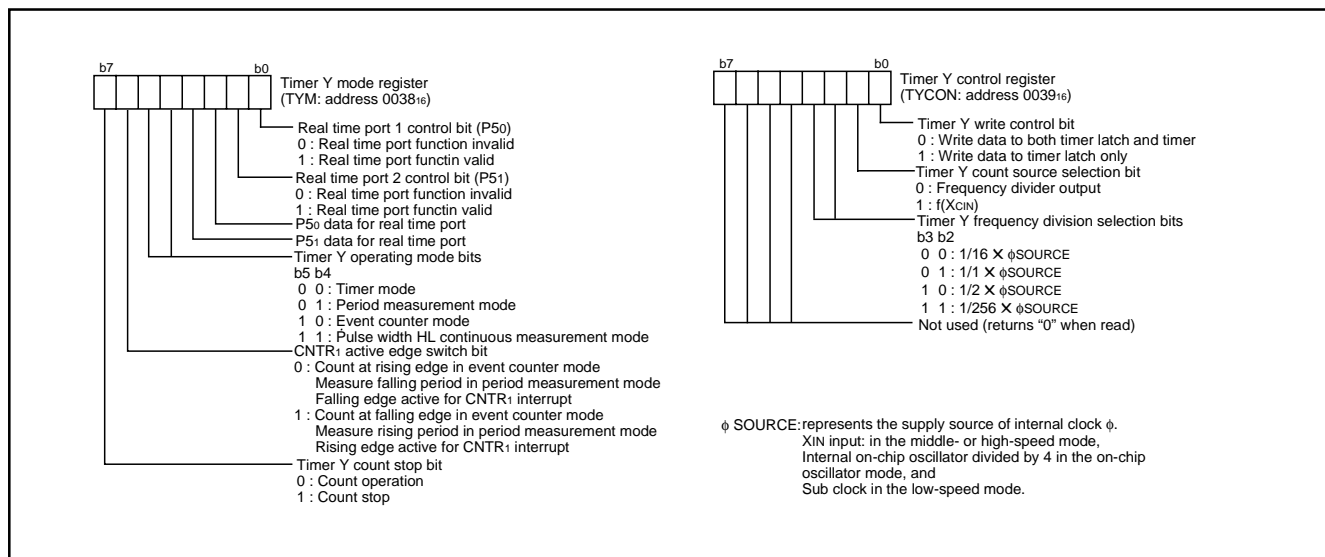 b7 b0
Timer Y mode register
(TYM: address 003816)
Real time port 1 control bit (P50)
0 : Real time port function invalid
1 : Real time port functin valid
Real time port 2 control bit (P51)
0 : Real time port function invalid
1 : Real time port functin valid
P50 data for real time port
P51 data for real time port
Timer Y operating mode bits
b5 b4
0 0 : Timer mode
0 1 : Period measurement mode
1 0 : Event counter mode
1 1 : Pulse width HL continuous measurement mode
CNTR1 active edge switch bit
0 : Count at rising edge in event counter mode
Measure falling period in period measurement mode
Falling edge active for CNTR1 interrupt
1 : Count at falling edge in event counter mode
Measure rising period in period measurement mode
Rising edge active for CNTR1 interrupt
Timer Y count stop bit
0 : Count operation
1 : Count stop
b7 b0
Timer Y control register
(TYCON: address 003916)
Timer Y write control bit
0 : Write data to both timer latch and timer
1 : Write data to timer latch only
Timer Y count source selection bit
0 : Frequency divider output
1 : f(XCIN)
Timer Y frequency division selection bits
b3 b2
0 0 : 1/16 × φSOURCE
0 1 : 1/1 × φSOURCE
1 0 : 1/2 × φSOURCE
1 1 : 1/256 × φSOURCE
Not used (returns “0” when read)
φ SOURCE: represents the supply source of internal clock φ.
XIN input: in the middle- or high-speed mode,
Internal on-chip oscillator divided by 4 in the on-chip
oscillator mode, and
Sub clock in the low-speed mode.